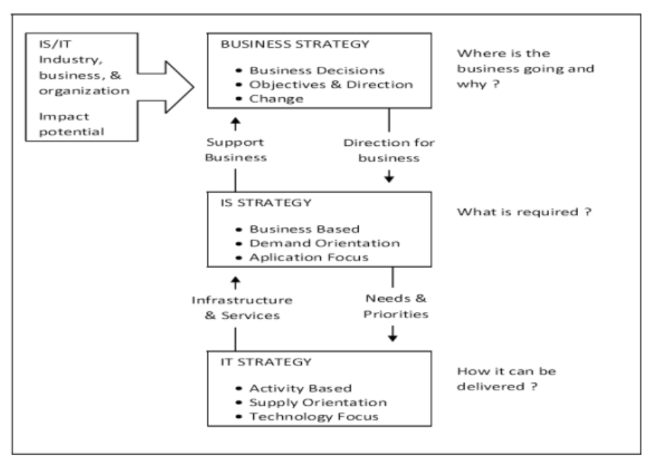 IS/IT
Industry,
business, &
organization
Impact
potential
BUSINESS STRATEGY
• Business Decisions
• Objectives & Direction
• Change
Where is the
business going and
why ?
Support
Business
Direction for
business
IS STRATEGY
• Business Based
• Demand Orientation
• Aplication Focus
What is required ?
Infrastructure
& Services
Needs &
Priorities
IT STRATEGY
• Activity Based
• Supply Orientation
• Technology Focus
How it can be
delivered ?